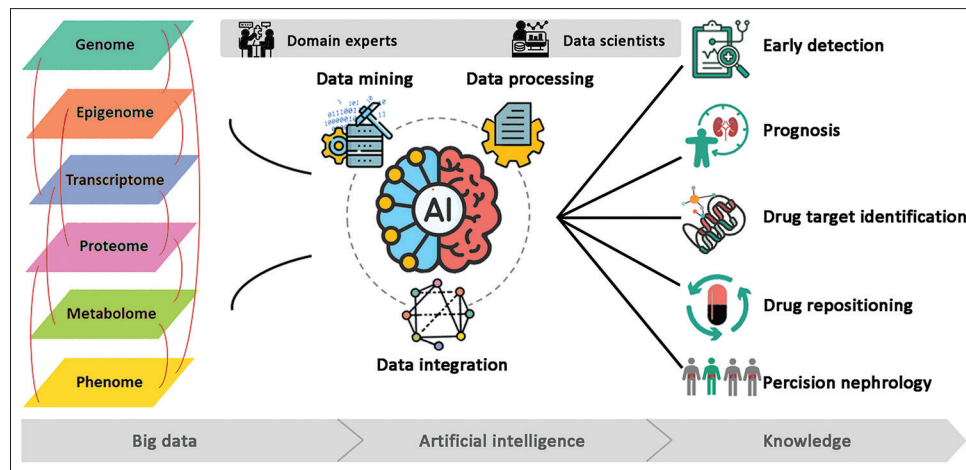 Genome
Epigenome
Transcriptome
Proteome
Metabolome
Phenome
Domain experts
Data scientists
Data mining
Data processing
AI
Data integration
Early detection
Prognosis
Drug target identification
Drug repositioning
Percision nephrology
Big data
Artificial intelligence
Knowledge